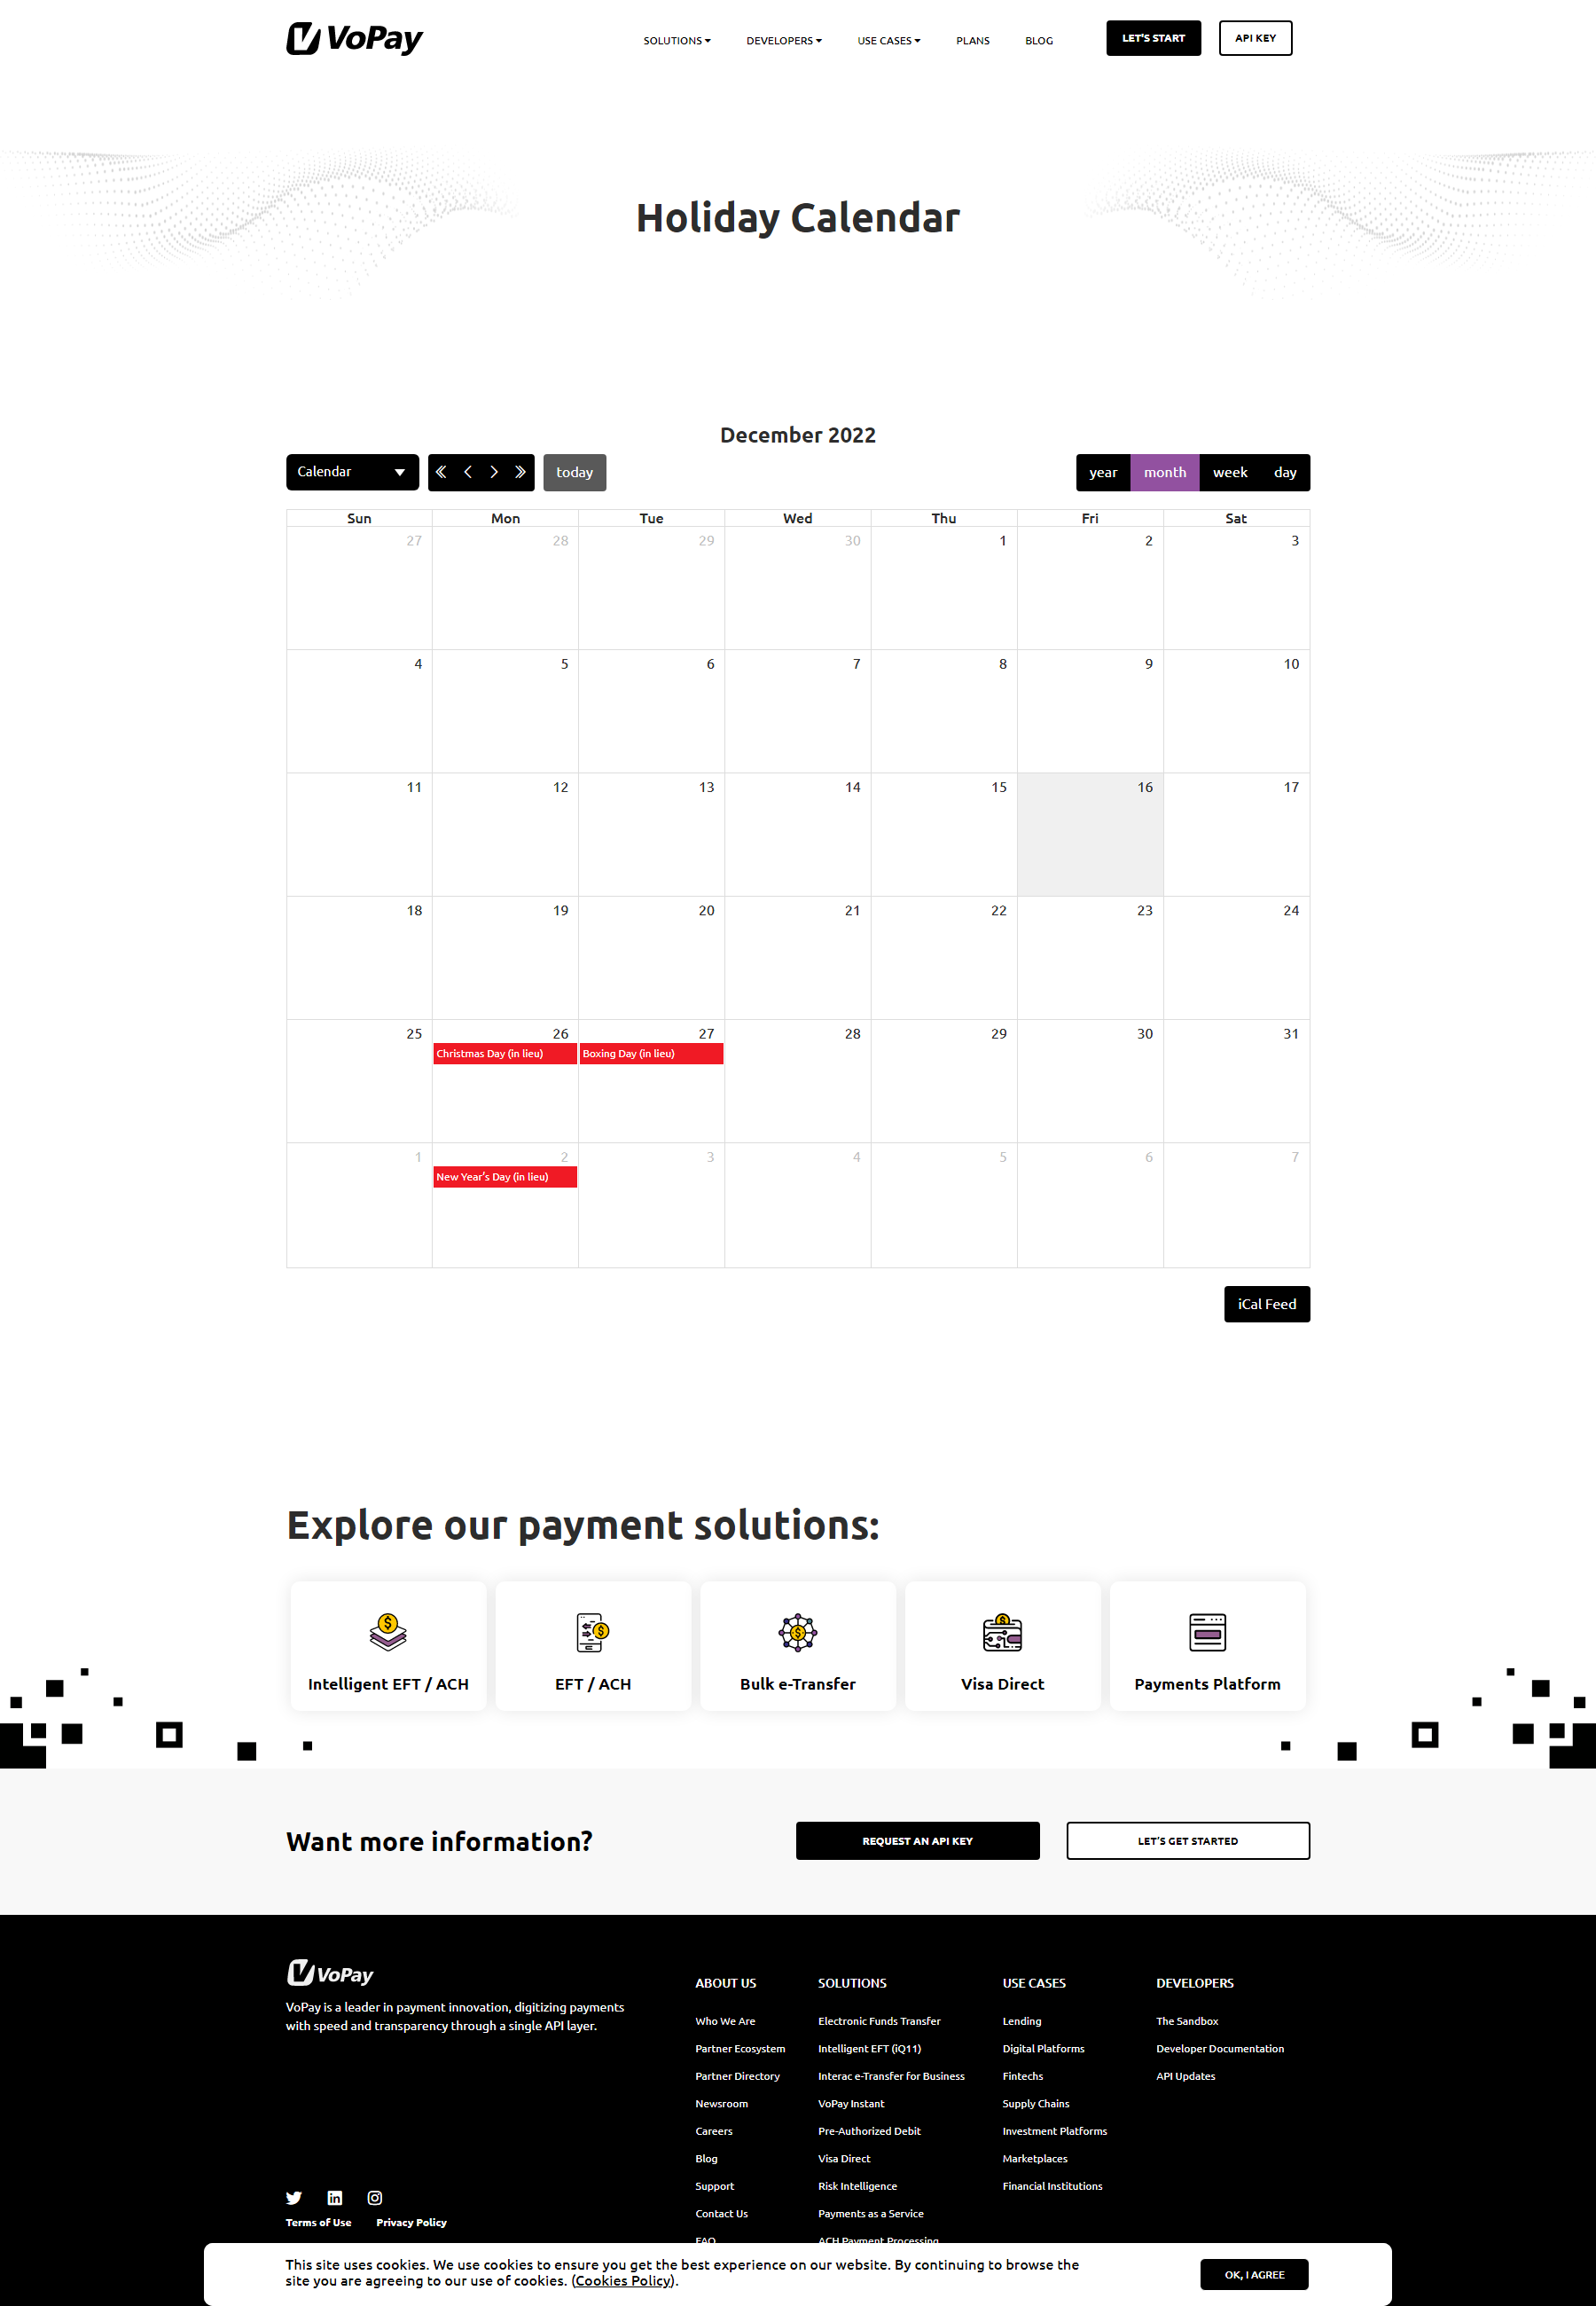 VoPay
SOLUTIONS DEVELOPERS USE CASES PLANS BLOG LET'S START API KEY
Holiday Calendar
December 2022
Calendar today year month week day
Sun Mon Tue Wed Thu Fri Sat
27 28 29 30 1 2 3
4 5 6 7 8 9 10
11 12 13 14 15 16 17
18 19 20 21 22 23 24
25 26 27 28 29 30 31
Christmas Day (in lieu) Boxing Day (in lieu)
1 2 3 4 5 6 7
New Year's Day (in lieu)
iCal Feed
Explore our payment solutions:
Intelligent EFT / ACH EFT / ACH Bulk e-Transfer Visa Direct Payments Platform
Want more information? REQUEST AN API KEY LET'S GET STARTED
VoPay
VoPay is a leader in payment innovation, digitizing payments
with speed and transparency through a single API layer.
Terms of Use Privacy Policy
ABOUT US
Who We Are
Partner Ecosystem
Partner Directory
Newsroom
Careers
Blog
Support
Contact Us
FAQ
SOLUTIONS
Electronic Funds Transfer
Intelligent EFT (iQ11)
Interac e-Transfer for Business
VoPay Instant
Pre-Authorized Debit
Visa Direct
Risk Intelligence
Payments as a Service
ACH Payment Processing
USE CASES
Lending
Digital Platforms
Fintechs
Supply Chains
Investment Platforms
Marketplaces
Financial Institutions
DEVELOPERS
The Sandbox
Developer Documentation
API Updates
This site uses cookies. We use cookies to ensure you get the best experience on our website. By continuing to browse the
site you are agreeing to our use of cookies. (Cookies Policy).
OK, I AGREE